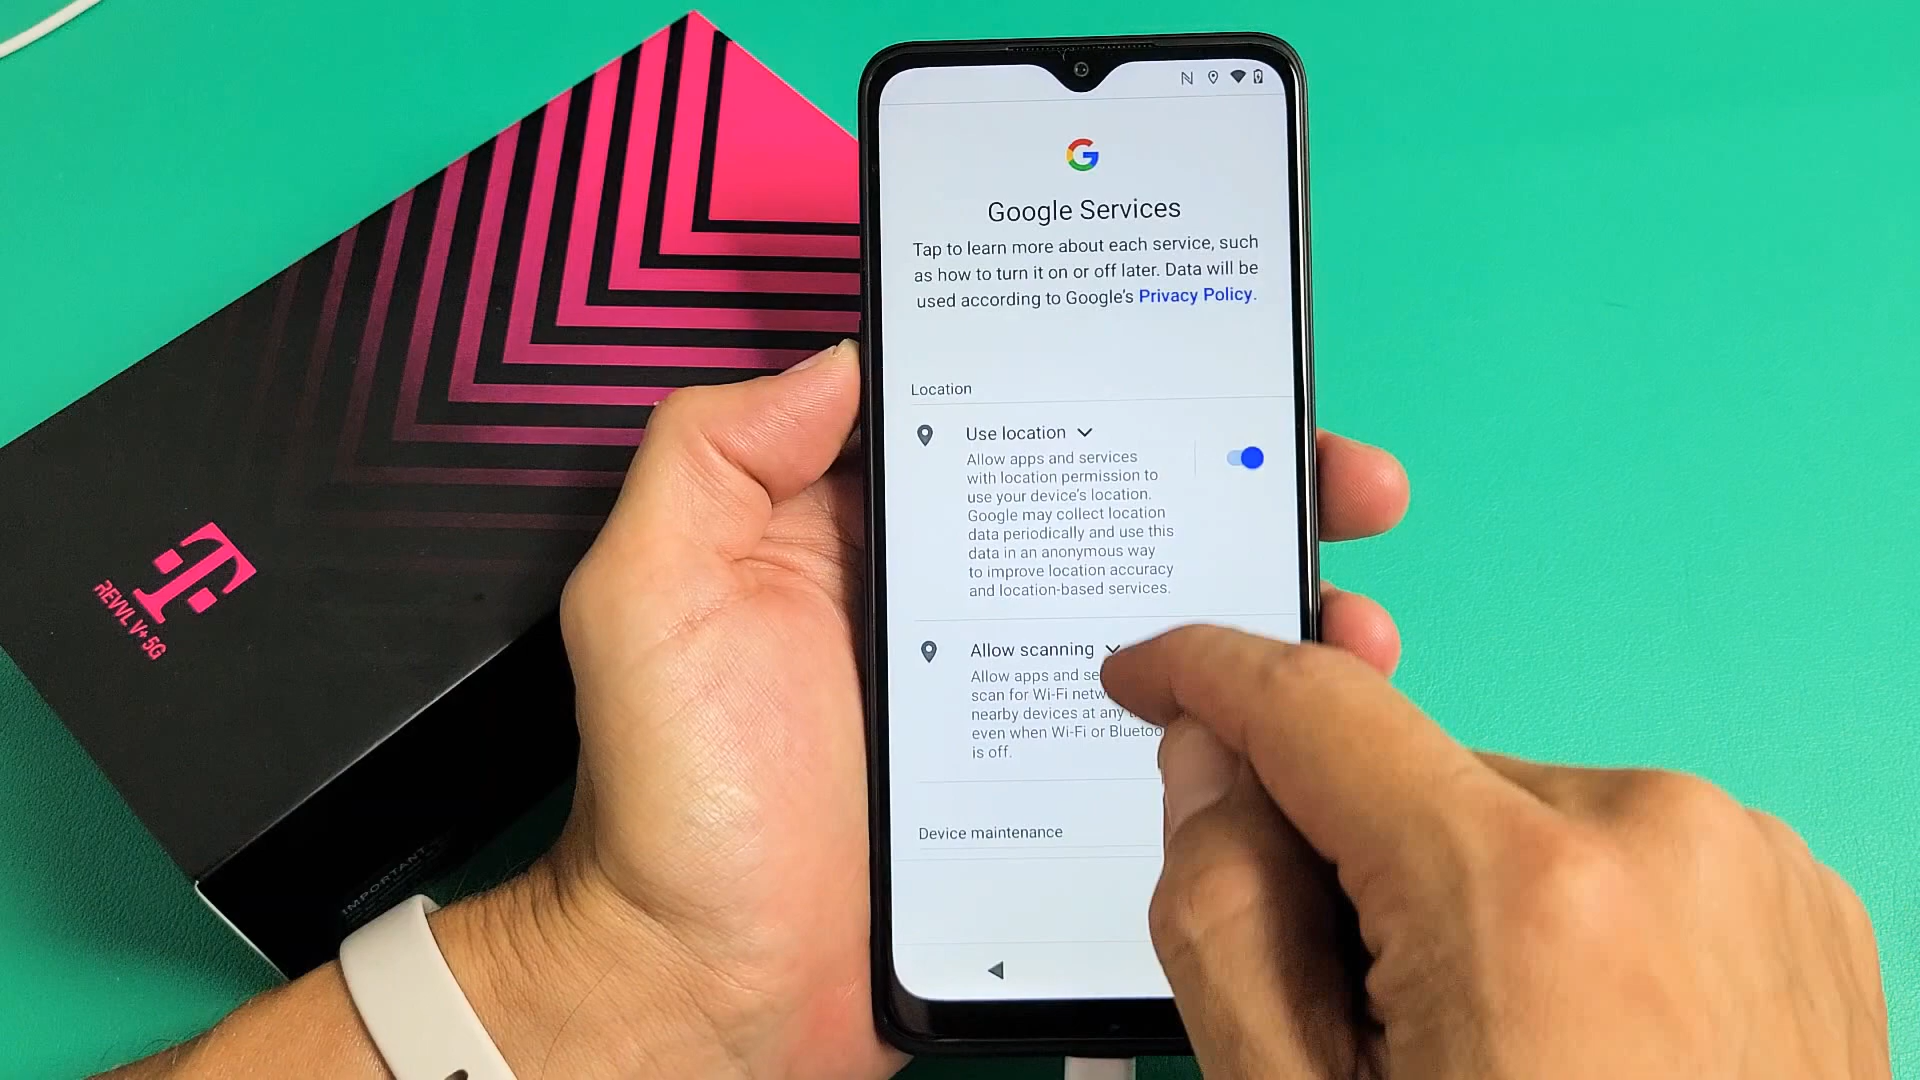 Google Services
Tap to learn more about each service, such
as how to turn it on or off later. Data will be
used according to Google's Privacy Policy.
Location
Use location
Allow apps and services
with location permission to
use your device's location.
Google may collect location
data periodically and use this
data in an anonymous way
to improve location accuracy
and location-based services.
Allow scanning
Allow apps and
scan for Wi-Fi
nearby devices at any
even when Wi-Fi or
is off.
Device maintenance
T
REVVL V+ 5G
IMPORTANT